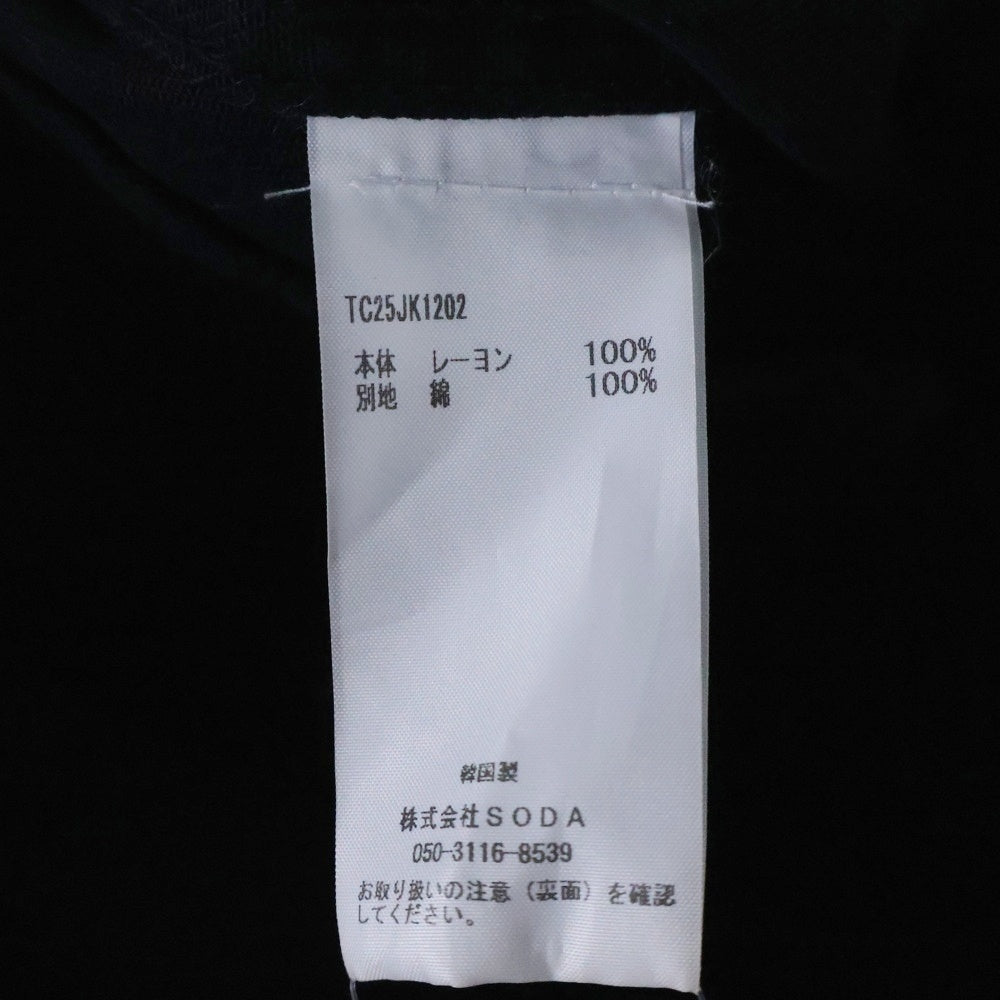 TC25JK1202
本体 レーヨン 100%
別地 綿 100%
韓国製
株式会社SODA
050-3116-8539
お取り扱いの注意（裏面）を確認
してください。